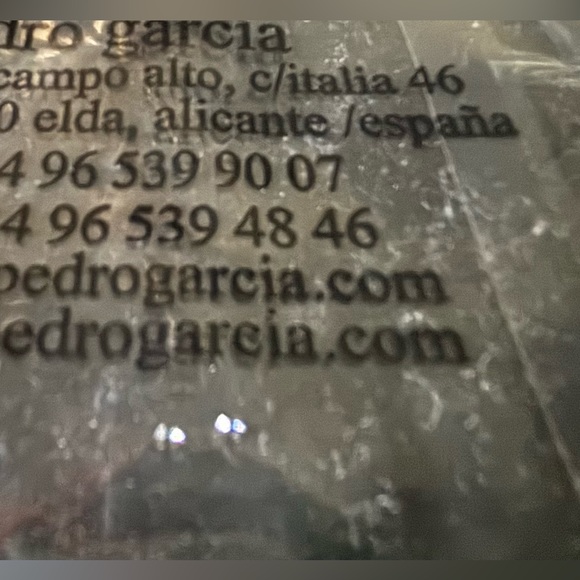 dro garcia
campo alto, c/italia 46
0 elda, alicante /españa
4 96 539 90 07
4 96 539 48 46
pedrogarcia.com
edrogarcia.com